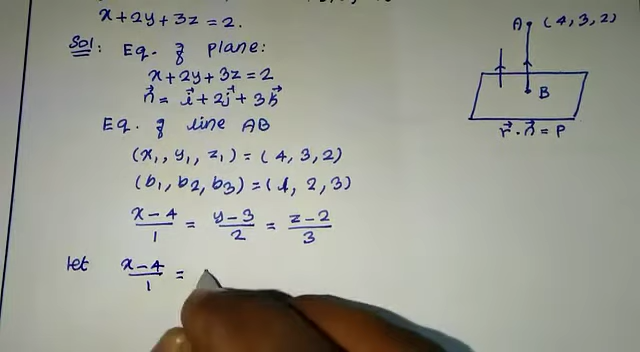 x+2y+3z=2.
Sol: Eq. of plane:
x+2y+3z=2
n⃗ = i⃗+2j⃗+3k⃗
Eq. of line AB
(x₁, y₁, z₁) = (4, 3, 2)
(b₁, b₂, b₃) = (1, 2, 3)
(x-4)/1 = (y-3)/2 = (z-2)/3
let (x-4)/1 =
A (4,3,2)
B
r⃗ . n⃗ = P